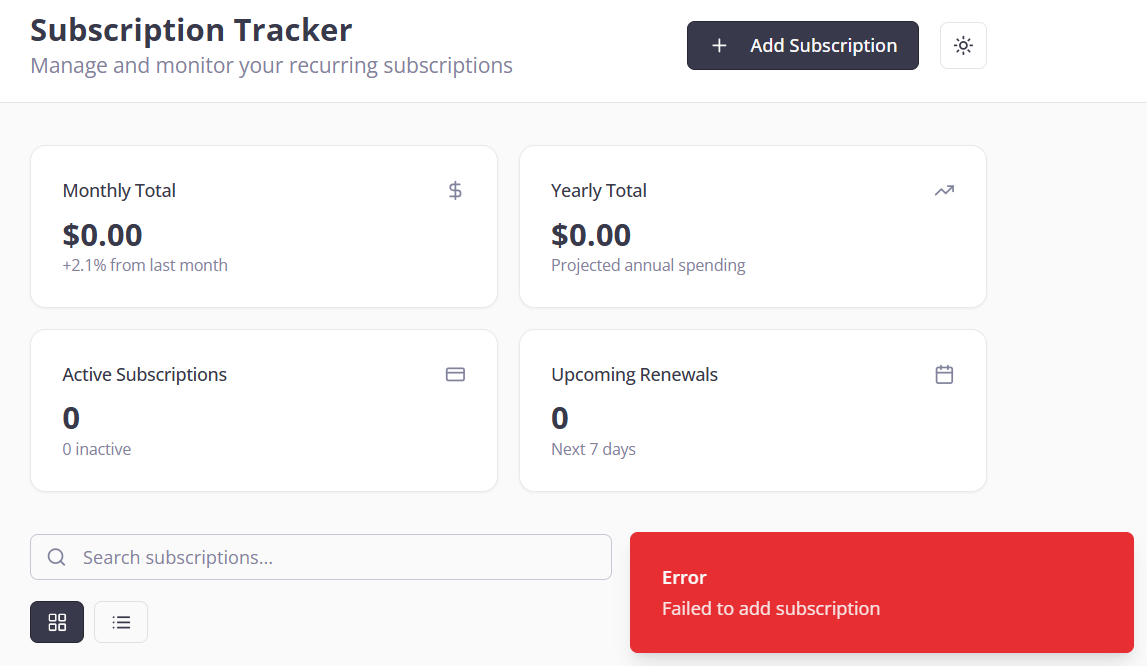 Subscription Tracker
Manage and monitor your recurring subscriptions
Add Subscription
Monthly Total
$0.00
+2.1% from last month
Yearly Total
$0.00
Projected annual spending
Active Subscriptions
0
0 inactive
Upcoming Renewals
0
Next 7 days
Search subscriptions...
Error
Failed to add subscription